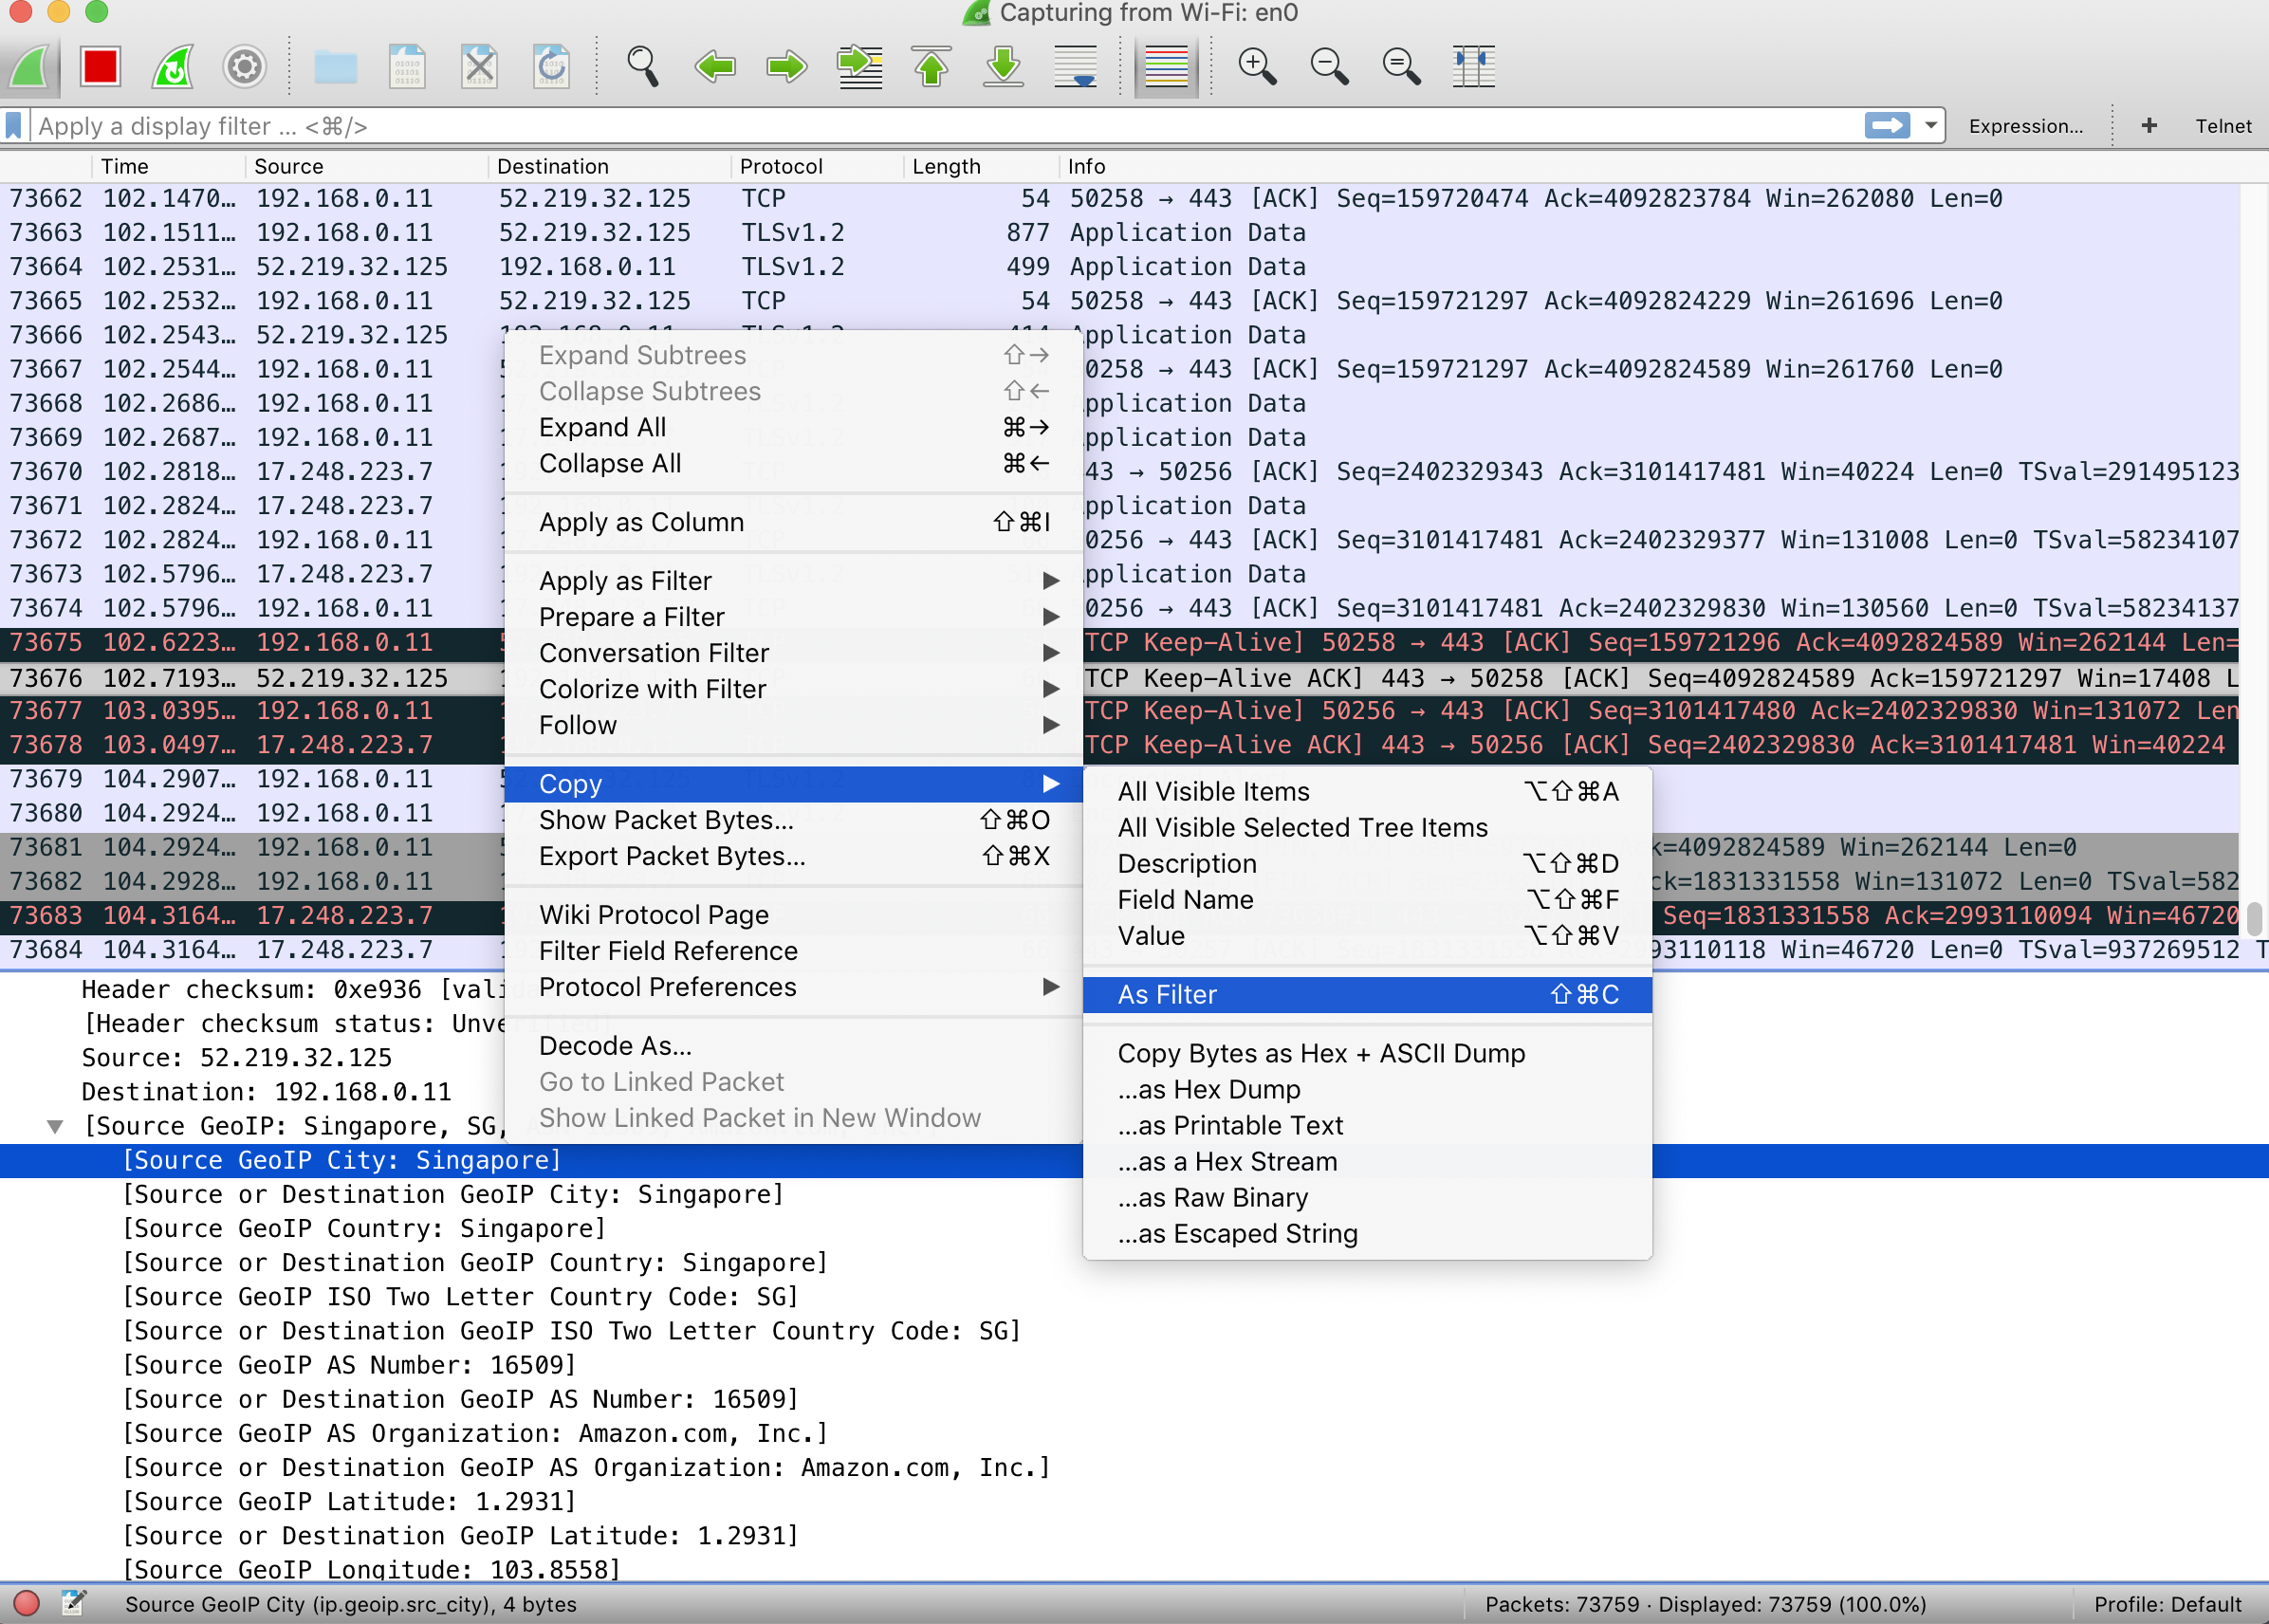 Capturing from Wi-Fi: en0
Apply a display filter ... <⌘/>
Expression...
+
Telnet
Time Source Destination Protocol Length Info
73662 102.1470… 192.168.0.11 52.219.32.125 TCP 54 50258 → 443 [ACK] Seq=159720474 Ack=4092823784 Win=262080 Len=0
73663 102.1511… 192.168.0.11 52.219.32.125 TLSv1.2 877 Application Data
73664 102.2531… 52.219.32.125 192.168.0.11 TLSv1.2 499 Application Data
73665 102.2532… 192.168.0.11 52.219.32.125 TCP 54 50258 → 443 [ACK] Seq=159721297 Ack=4092824229 Win=261696 Len=0
73666 102.2543… 52.219.32.125 192.168.0.11 TLSv1.2 414 Application Data
73667 102.2544… 192.168.0.11 0258 → 443 [ACK] Seq=159721297 Ack=4092824589 Win=261760 Len=0
73668 102.2686… 192.168.0.11 pplication Data
73669 102.2687… 192.168.0.11 pplication Data
73670 102.2818… 17.248.223.7 43 → 50256 [ACK] Seq=2402329343 Ack=3101417481 Win=40224 Len=0 TSval=291495123
73671 102.2824… 17.248.223.7 pplication Data
73672 102.2824… 192.168.0.11 0256 → 443 [ACK] Seq=3101417481 Ack=2402329377 Win=131008 Len=0 TSval=58234107
73673 102.5796… 17.248.223.7 pplication Data
73674 102.5796… 192.168.0.11 0256 → 443 [ACK] Seq=3101417481 Ack=2402329830 Win=130560 Len=0 TSval=58234137
73675 102.6223… 192.168.0.11 TCP Keep-Alive] 50258 → 443 [ACK] Seq=159721296 Ack=4092824589 Win=262144 Len=
73676 102.7193… 52.219.32.125 TCP Keep-Alive ACK] 443 → 50258 [ACK] Seq=4092824589 Ack=159721297 Win=17408 L
73677 103.0395… 192.168.0.11 TCP Keep-Alive] 50256 → 443 [ACK] Seq=3101417480 Ack=2402329830 Win=131072 Len
73678 103.0497… 17.248.223.7 TCP Keep-Alive ACK] 443 → 50256 [ACK] Seq=2402329830 Ack=3101417481 Win=40224
73679 104.2907… 192.168.0.11
73680 104.2924… 192.168.0.11
73681 104.2924… 192.168.0.11 k=4092824589 Win=262144 Len=0
73682 104.2928… 192.168.0.11 ck=1831331558 Win=131072 Len=0 TSval=582
73683 104.3164… 17.248.223.7 Seq=1831331558 Ack=2993110094 Win=46720
73684 104.3164… 17.248.223.7 93110118 Win=46720 Len=0 TSval=937269512 T
Expand Subtrees ⇧→
Collapse Subtrees ⇧←
Expand All ⌘→
Collapse All ⌘←
Apply as Column ⇧⌘I
Apply as Filter
Prepare a Filter
Conversation Filter
Colorize with Filter
Follow
Copy
Show Packet Bytes... ⇧⌘O
Export Packet Bytes... ⇧⌘X
Wiki Protocol Page
Filter Field Reference
Protocol Preferences
Decode As...
Go to Linked Packet
Show Linked Packet in New Window
All Visible Items ⌥⇧⌘A
All Visible Selected Tree Items
Description ⌥⇧⌘D
Field Name ⌥⇧⌘F
Value ⌥⇧⌘V
As Filter ⇧⌘C
Copy Bytes as Hex + ASCII Dump
...as Hex Dump
...as Printable Text
...as a Hex Stream
...as Raw Binary
...as Escaped String
Header checksum: 0xe936 [vali
[Header checksum status: Unverified]
Source: 52.219.32.125
Destination: 192.168.0.11
[Source GeoIP: Singapore, SG,
[Source GeoIP City: Singapore]
[Source or Destination GeoIP City: Singapore]
[Source GeoIP Country: Singapore]
[Source or Destination GeoIP Country: Singapore]
[Source GeoIP ISO Two Letter Country Code: SG]
[Source or Destination GeoIP ISO Two Letter Country Code: SG]
[Source GeoIP AS Number: 16509]
[Source or Destination GeoIP AS Number: 16509]
[Source GeoIP AS Organization: Amazon.com, Inc.]
[Source or Destination GeoIP AS Organization: Amazon.com, Inc.]
[Source GeoIP Latitude: 1.2931]
[Source or Destination GeoIP Latitude: 1.2931]
[Source GeoIP Longitude: 103.8558]
Source GeoIP City (ip.geoip.src_city), 4 bytes
Packets: 73759 · Displayed: 73759 (100.0%)
Profile: Default